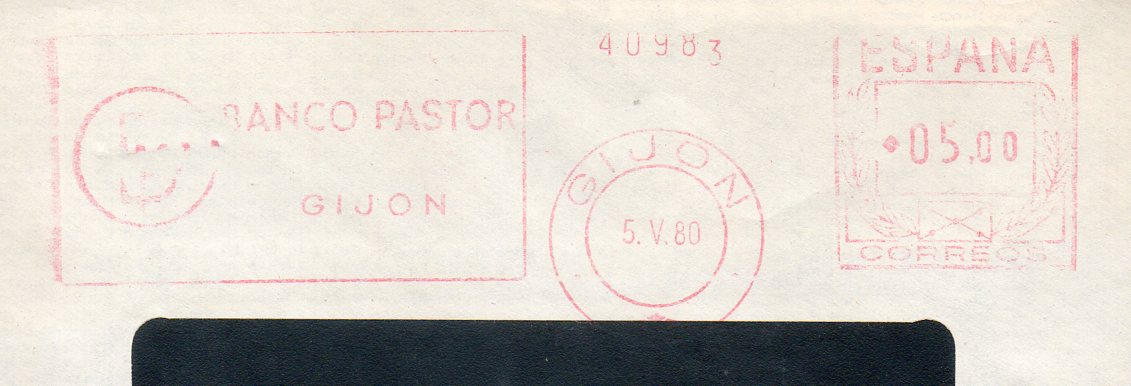 BANCO PASTOR
GIJON
40983
GIJON
5. V. 80
ESPAÑA
05.00
CORREOS